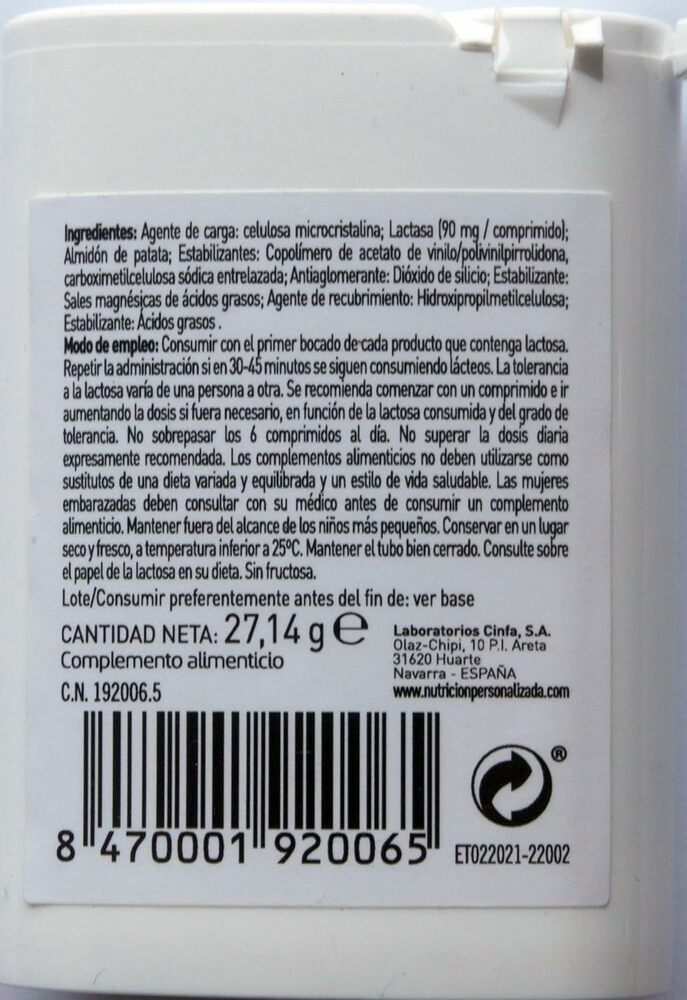 Ingredientes: Agente de carga: celulosa microcristalina; Lactasa (90 mg / comprimido);
Almidón de patata; Estabilizantes: Copolímero de acetato de vinilo/polivinilpirrolidona,
carboximetilcelulosa sódica entrelazada; Antiaglomerante: Dióxido de silicio; Estabilizante:
Sales magnésicas de ácidos grasos; Agente de recubrimiento: Hidroxipropilmetilcelulosa;
Estabilizante: Ácidos grasos.
Modo de empleo: Consumir con el primer bocado de cada producto que contenga lactosa.
Repetir la administración si en 30-45 minutos se siguen consumiendo lácteos. La tolerancia
a la lactosa varía de una persona a otra. Se recomienda comenzar con un comprimido e ir
aumentando la dosis si fuera necesario, en función de la lactosa consumida y del grado de
tolerancia. No sobrepasar los 6 comprimidos al día. No superar la dosis diaria
expresamente recomendada. Los complementos alimenticios no deben utilizarse como
sustitutos de una dieta variada y equilibrada y un estilo de vida saludable. Las mujeres
embarazadas deben consultar con su médico antes de consumir un complemento
alimenticio. Mantener fuera del alcance de los niños más pequeños. Conservar en un lugar
seco y fresco, a temperatura inferior a 25ºC. Mantener el tubo bien cerrado. Consulte sobre
el papel de la lactosa en su dieta. Sin fructosa.
Lote/Consumir preferentemente antes del fin de: ver base
CANTIDAD NETA: 27,14 g ℮
Complemento alimenticio
C.N. 192006.5
Laboratorios Cinfa, S.A.
Olaz-Chipi, 10 P.I. Areta
31620 Huarte
Navarra - ESPAÑA
www.nutricionpersonalizada.com
®
8 470001 920065
ET022021-22002